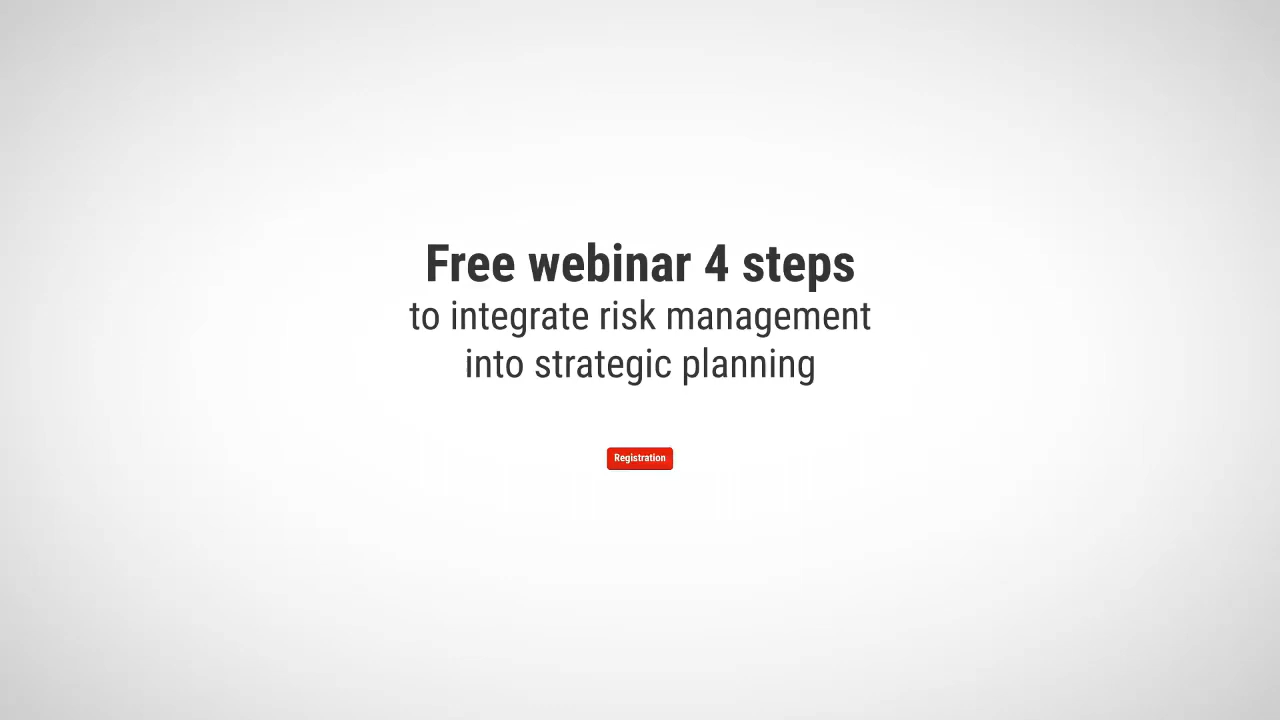 Free webinar 4 steps
to integrate risk management
into strategic planning
Registration